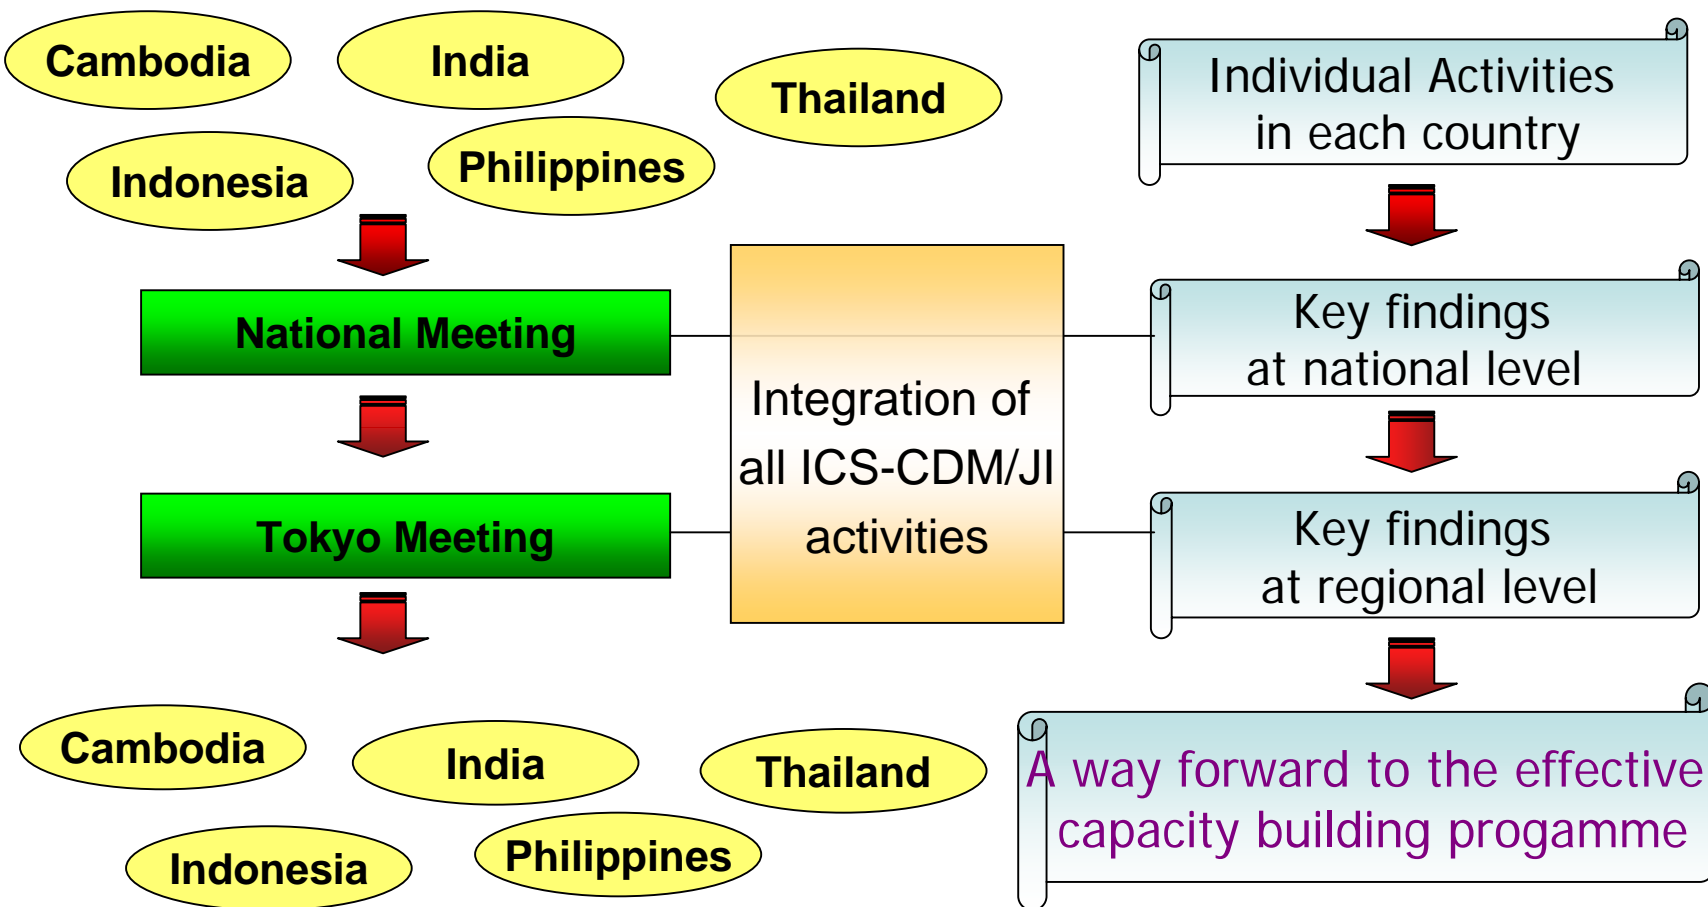 Cambodia
India
Thailand
Indonesia
Philippines
National Meeting
Tokyo Meeting
Integration of
all ICS-CDM/JI
activities
Individual Activities
in each country
Key findings
at national level
Key findings
at regional level
A way forward to the effective
capacity building progamme
Cambodia
India
Thailand
Indonesia
Philippines